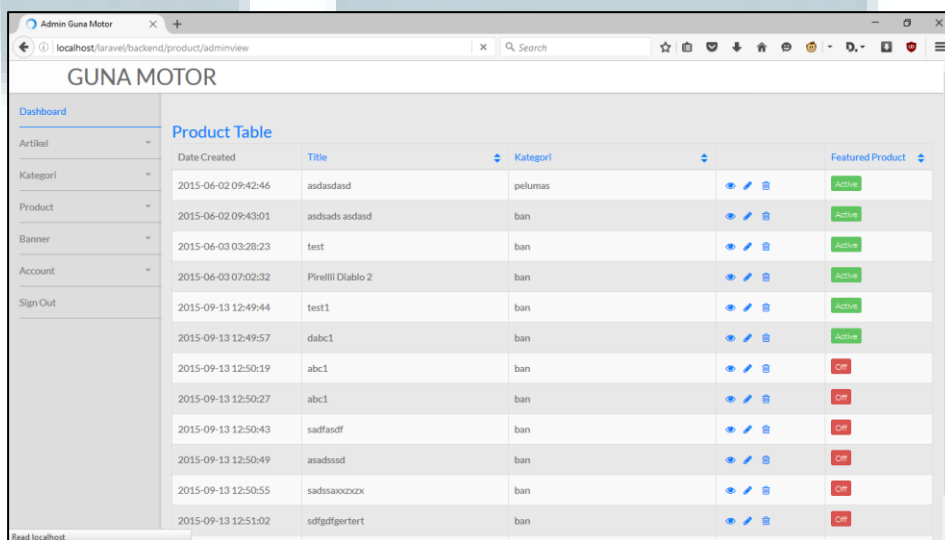 Admin Guna Motor
localhost/laravel/backend/product/adminview
Search
GUNA MOTOR
Dashboard
Artikel
Kategori
Product
Banner
Account
Sign Out
Product Table
Date Created Title Kategori Featured Product
2015-06-02 09:42:46 asdasdasd pelumas Active
2015-06-02 09:43:01 asdsads asdasd ban Active
2015-06-03 03:28:23 test ban Active
2015-06-03 07:02:32 Pirellli Diablo 2 ban Active
2015-09-13 12:49:44 test1 ban Active
2015-09-13 12:49:57 dabc1 ban Active
2015-09-13 12:50:19 abc1 ban Off
2015-09-13 12:50:27 abc1 ban Off
2015-09-13 12:50:43 sadfasdf ban Off
2015-09-13 12:50:49 asadsssd ban Off
2015-09-13 12:50:55 sadssaxxzxzx ban Off
2015-09-13 12:51:02 sdfgdfgertert ban Off
Read localhost